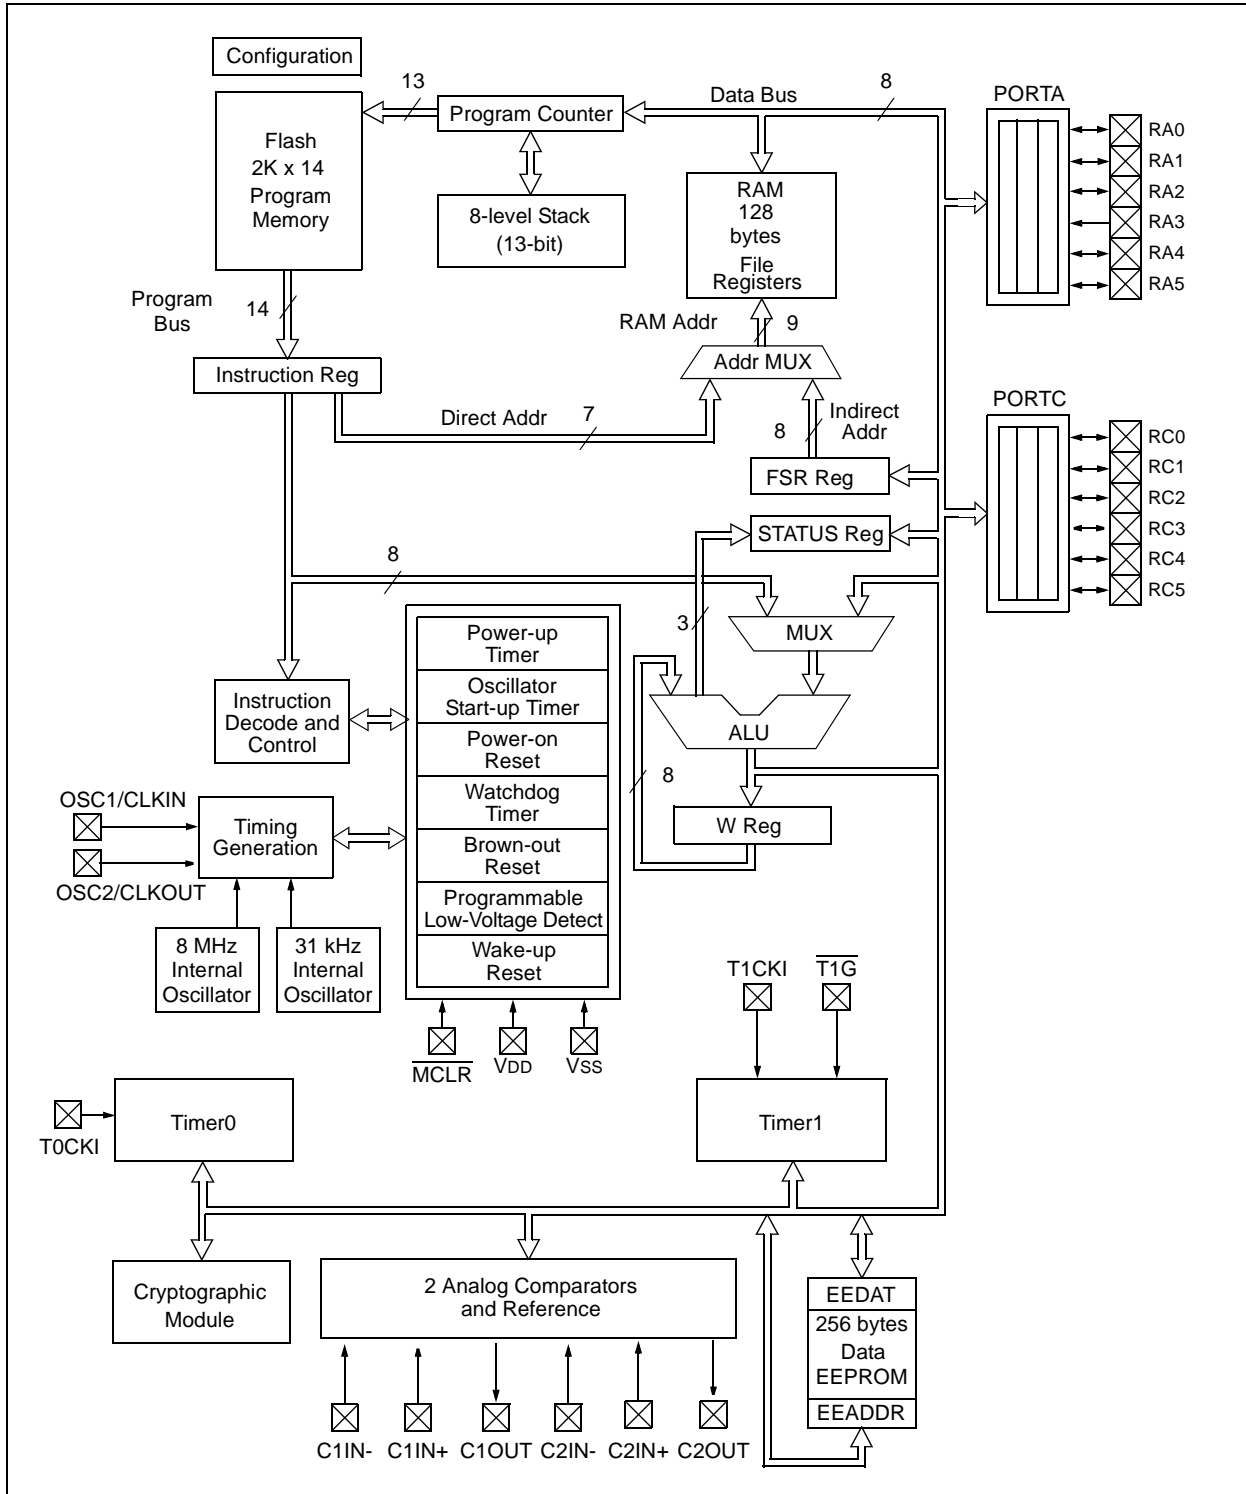 Configuration
13
8
Data Bus
PORTA
Program Counter
Flash
2K x 14
Program
Memory
8-level Stack
(13-bit)
RAM
128
bytes
File
Registers
RA0
RA1
RA2
RA3
RA4
RA5
Program
Bus
14
RAM Addr
9
Addr MUX
Instruction Reg
Direct Addr
7
Indirect
Addr
8
FSR Reg
STATUS Reg
PORTC
RC0
RC1
RC2
RC3
RC4
RC5
8
3
MUX
ALU
8
W Reg
Instruction
Decode and
Control
Power-up
Timer
Oscillator
Start-up Timer
Power-on
Reset
Watchdog
Timer
Brown-out
Reset
Programmable
Low-Voltage Detect
Wake-up
Reset
OSC1/CLKIN
OSC2/CLKOUT
Timing
Generation
8 MHz
Internal
Oscillator
31 kHz
Internal
Oscillator
MCLR
VDD
VSS
T1CKI
T1G
T0CKI
Timer0
Timer1
Cryptographic
Module
2 Analog Comparators
and Reference
EEDAT
256 bytes
Data
EEPROM
EEADDR
C1IN-
C1IN+
C1OUT
C2IN-
C2IN+
C2OUT